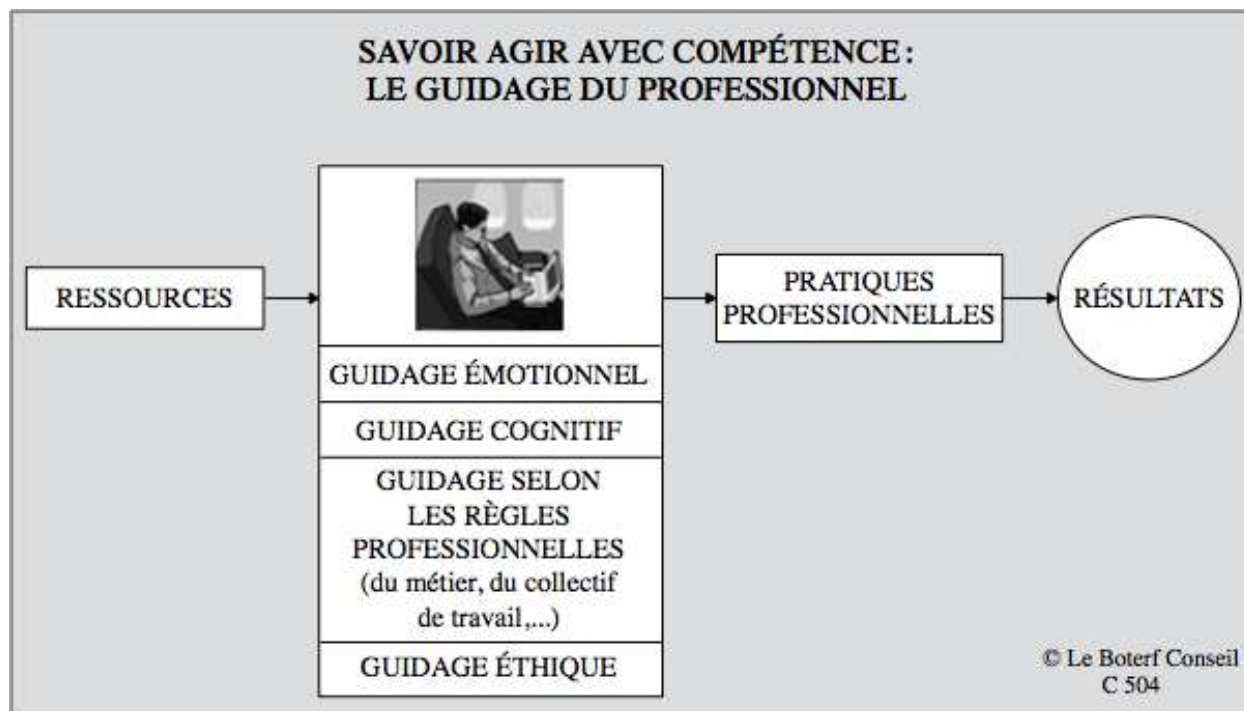 SAVOIR AGIR AVEC COMPÉTENCE :
LE GUIDAGE DU PROFESSIONNEL
RESSOURCES
GUIDAGE ÉMOTIONNEL
GUIDAGE COGNITIF
GUIDAGE SELON
LES RÈGLES
PROFESSIONNELLES
(du métier, du collectif
de travail,...)
GUIDAGE ÉTHIQUE
PRATIQUES
PROFESSIONNELLES
RÉSULTATS
© Le Boterf Conseil
C 504